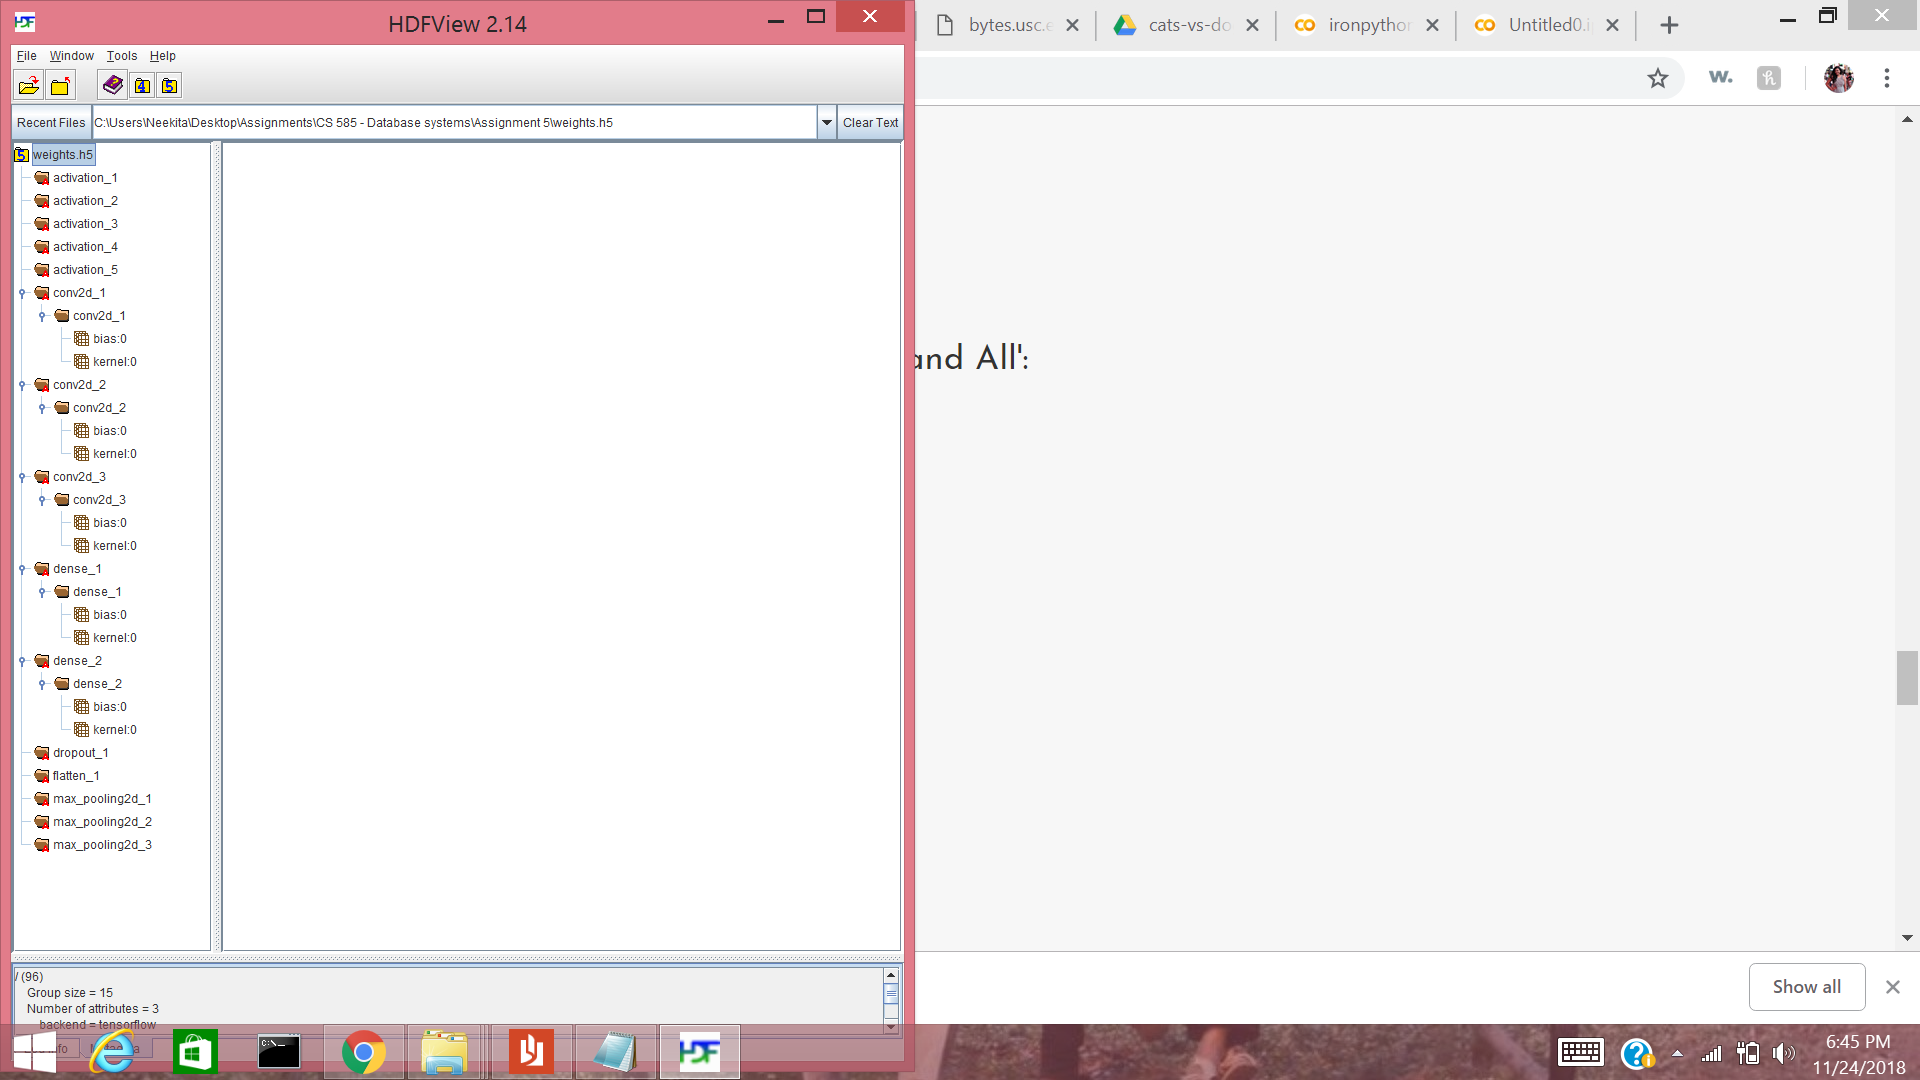 HDFView 2.14
bytes.usc.e
cats-vs-do
ironpython
Untitled0.i
File Window Tools Help
Recent Files
C:\Users\Neekita\Desktop\Assignments\CS 585 - Database systems\Assignment 5\weights.h5
Clear Text
weights.h5
activation_1
activation_2
activation_3
activation_4
activation_5
conv2d_1
conv2d_1
bias:0
kernel:0
conv2d_2
conv2d_2
bias:0
kernel:0
conv2d_3
conv2d_3
bias:0
kernel:0
dense_1
dense_1
bias:0
kernel:0
dense_2
dense_2
bias:0
kernel:0
dropout_1
flatten_1
max_pooling2d_1
max_pooling2d_2
max_pooling2d_3
and All':
/ (96)
Group size = 15
Number of attributes = 3
backend = tensorflow
Show all
6:45 PM
11/24/2018